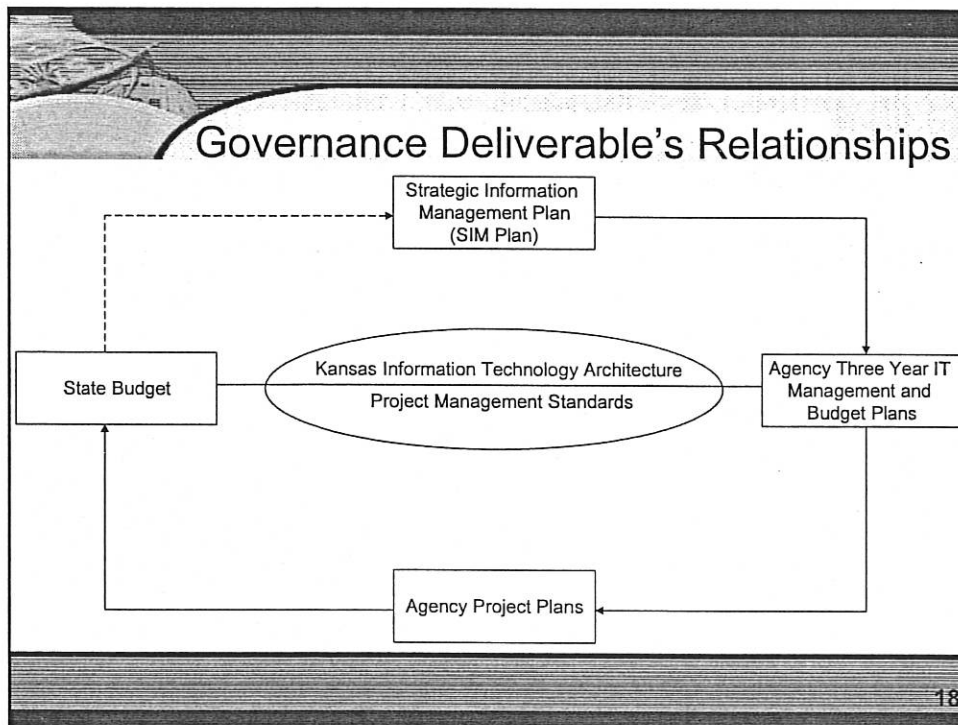 Governance Deliverable's Relationships
Strategic Information
Management Plan
(SIM Plan)
State Budget
Kansas Information Technology Architecture
Project Management Standards
Agency Three Year IT
Management and
Budget Plans
Agency Project Plans
18